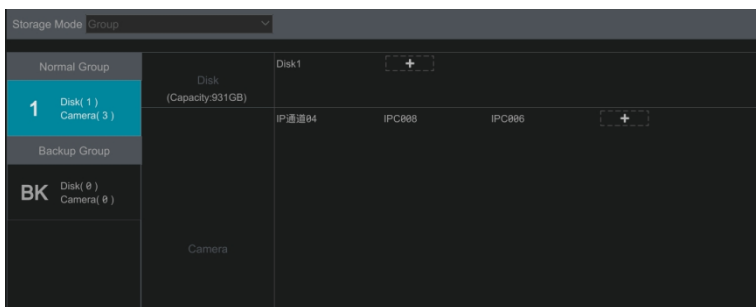 Storage Mode Group
Normal Group
1
Disk( 1 )
Camera( 3 )
Backup Group
BK
Disk( 0 )
Camera( 0 )
Disk
(Capacity:931GB)
Disk1 +
IP通道04 IPC008 IPC006 +
Camera